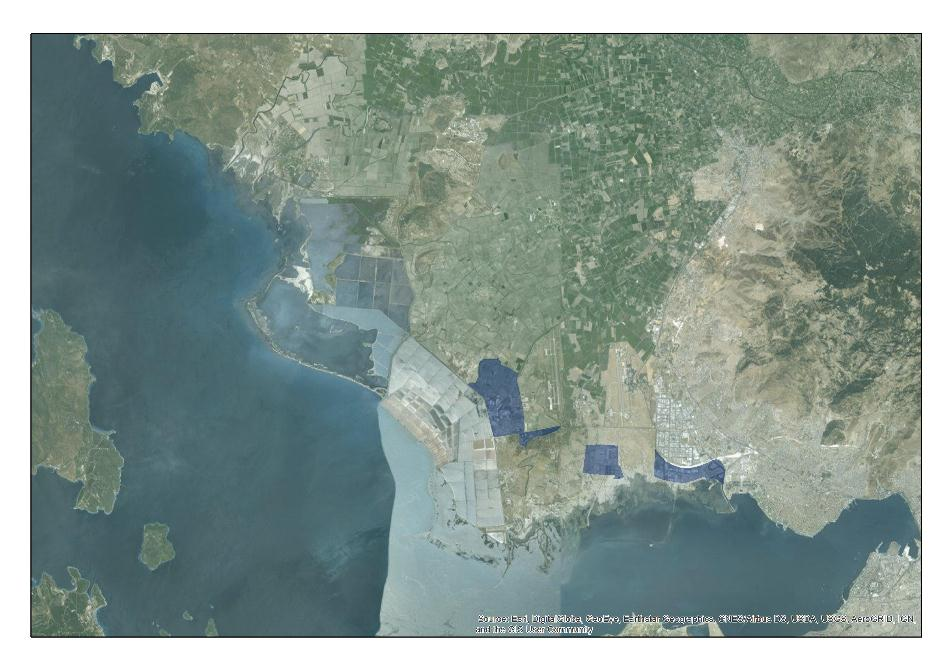 Source: Esri, DigitalGlobe, GeoEye, Earthstar Geographics, CNES/Airbus DS, USDA, USGS, AeroGRID, IGN,
and the GIS User Community